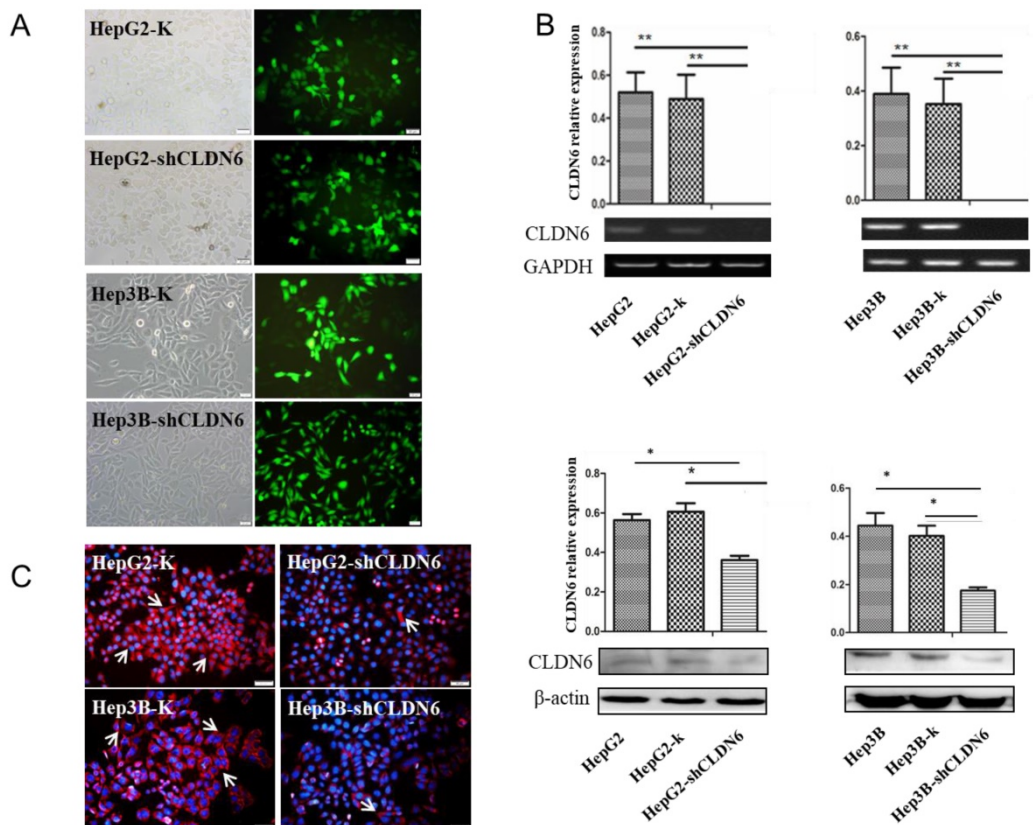 A
HepG2-K
HepG2-shCLDN6
Hep3B-K
Hep3B-shCLDN6
B
CLDN6 relative expression
0.8
0.6
0.4
0.2
0.0
**
**
0.6
0.4
0.2
0.0
**
**
CLDN6
GAPDH
HepG2
HepG2-k
HepG2-shCLDN6
Hep3B
Hep3B-k
Hep3B-shCLDN6
CLDN6 relative expression
0.8
0.6
0.4
0.2
0.0
*
*
0.6
0.4
0.2
0.0
*
*
CLDN6
β-actin
HepG2
HepG2-k
HepG2-shCLDN6
Hep3B
Hep3B-k
Hep3B-shCLDN6
C
HepG2-K
HepG2-shCLDN6
Hep3B-K
Hep3B-shCLDN6